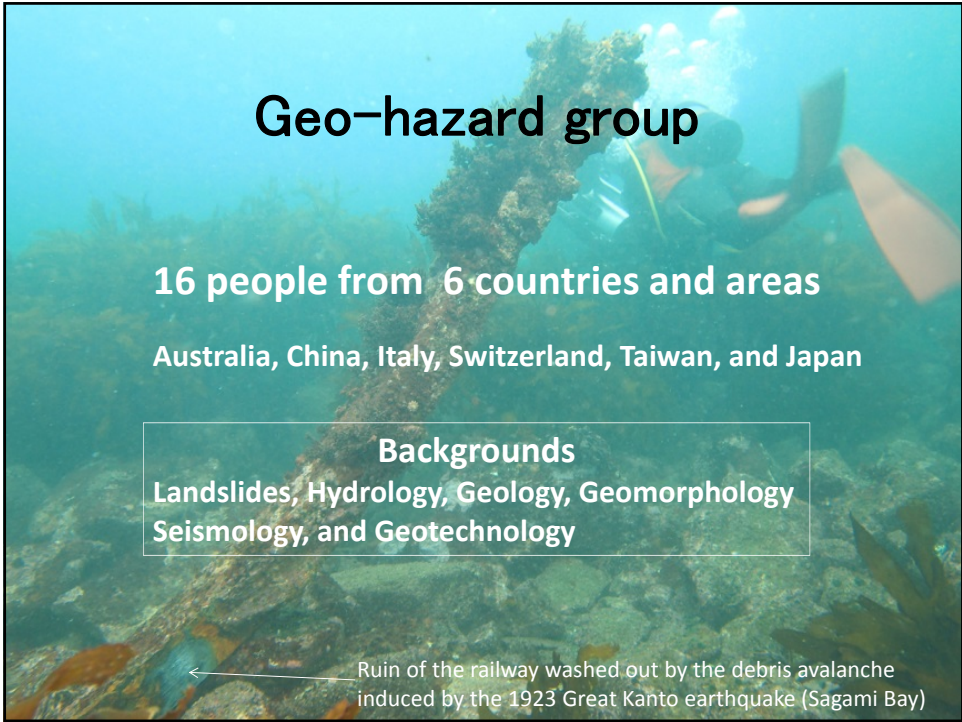 Geo-hazard group
16 people from 6 countries and areas
Australia, China, Italy, Switzerland, Taiwan, and Japan
Backgrounds
Landslides, Hydrology, Geology, Geomorphology
Seismology, and Geotechnology
Ruin of the railway washed out by the debris avalanche
induced by the 1923 Great Kanto earthquake (Sagami Bay)